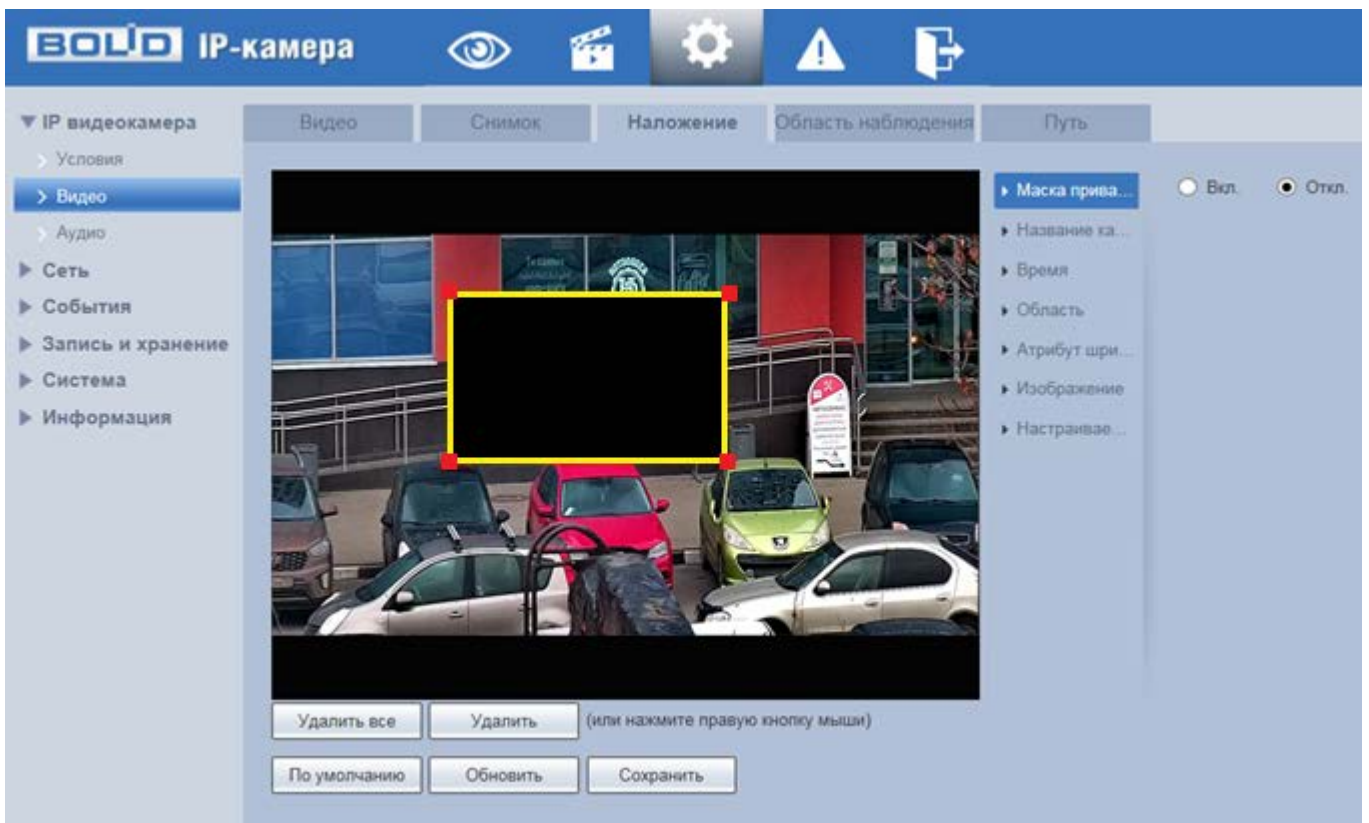 BOLID IP-камера
IP видеокамера
Условия
Видео
Аудио
Сеть
События
Запись и хранение
Система
Информация
Видео
Снимок
Наложение
Область наблюдения
Путь
Маска прива...
Название ка...
Время
Область
Атрибут шри...
Изображение
Настраивае...
Вкл.
Откл.
Удалить все
Удалить
(или нажмите правую кнопку мыши)
По умолчанию
Обновить
Сохранить